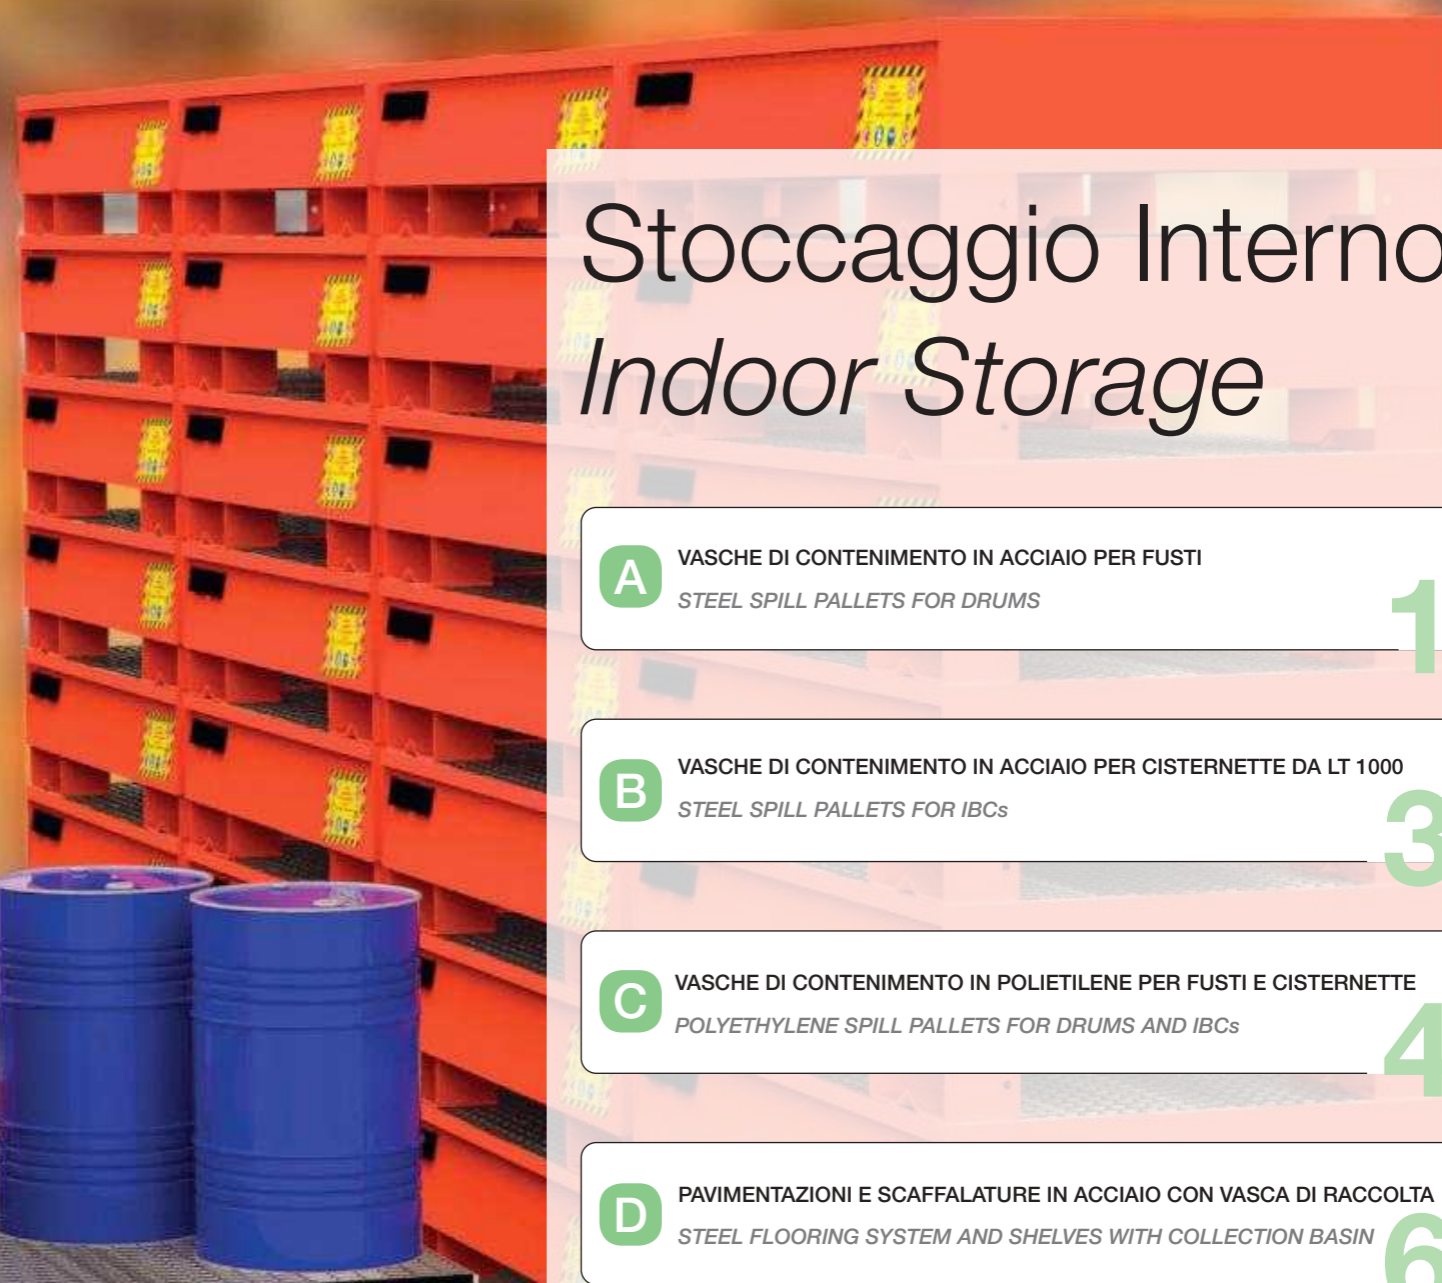 Stoccaggio Interno
Indoor Storage
A
VASCHE DI CONTENIMENTO IN ACCIAIO PER FUSTI
STEEL SPILL PALLETS FOR DRUMS
1
B
VASCHE DI CONTENIMENTO IN ACCIAIO PER CISTERNETTE DA LT 1000
STEEL SPILL PALLETS FOR IBCs
3
C
VASCHE DI CONTENIMENTO IN POLIETILENE PER FUSTI E CISTERNETTE
POLYETHYLENE SPILL PALLETS FOR DRUMS AND IBCs
4
D
PAVIMENTAZIONI E SCAFFALATURE IN ACCIAIO CON VASCA DI RACCOLTA
STEEL FLOORING SYSTEM AND SHELVES WITH COLLECTION BASIN
6